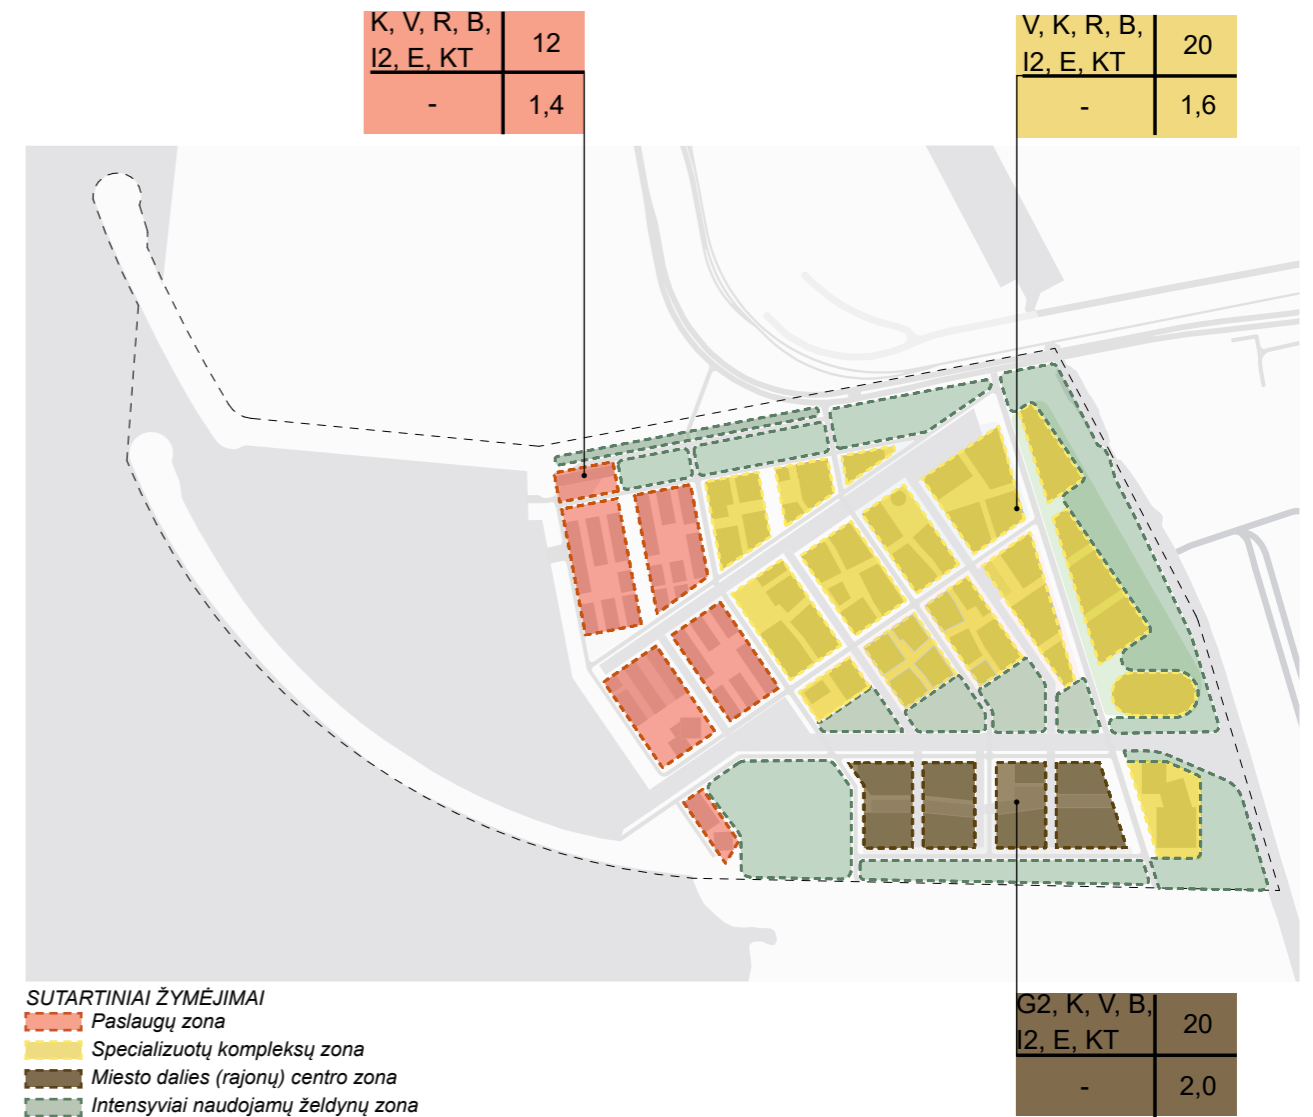 K, V, R, B,
I2, E, KT
12
-
1,4
V, K, R, B,
I2, E, KT
20
-
1,6
G2, K, V, B,
I2, E, KT
20
-
2,0
SUTARTINIAI ŽYMĖJIMAI
Paslaugų zona
Specializuotų kompleksų zona
Miesto dalies (rajonų) centro zona
Intensyviai naudojamų želdynų zona